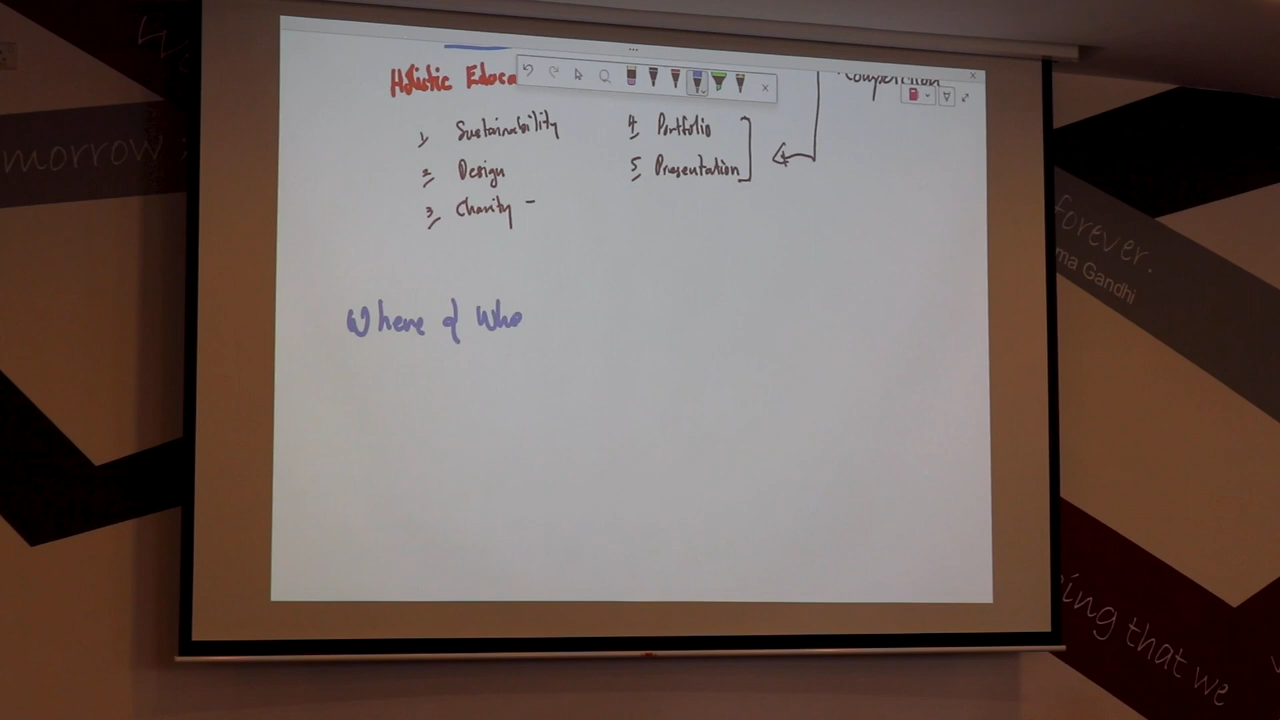 Holistic Educa
Competition
1 Sustainability
2 Design
3 Charity -
4 Portfolio
5 Presentation
Where & Who
morrow
forever.
ma Gandhi
ing that we